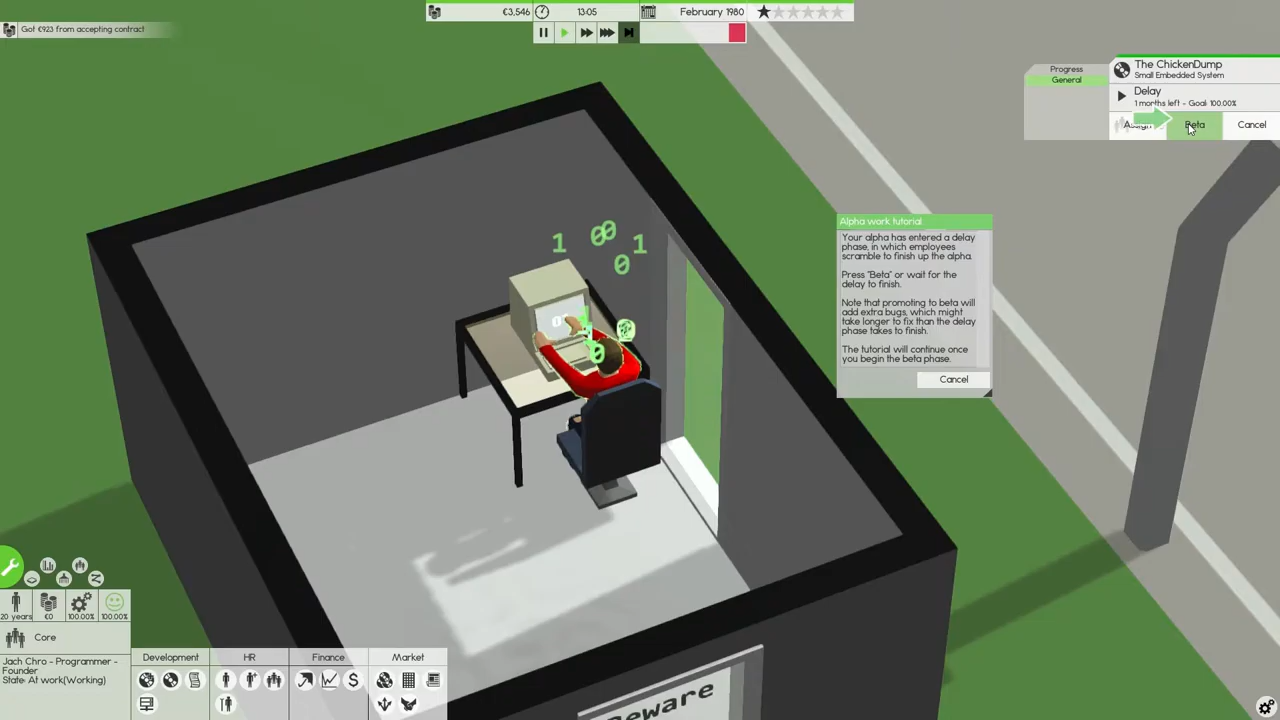 €3,546
13:05
February 1980
Got €923 from accepting contract
Progress
General
The ChickenDump
Small Embedded System
Delay
1 months left - Goal: 100.00%
Assign
Beta
Cancel
Alpha work tutorial
Your alpha has entered a delay
phase, in which employees
scramble to finish up the alpha.
Press "Beta" or wait for the
delay to finish.
Note that promoting to beta will
add extra bugs, which might
take longer to fix than the delay
phase takes to finish.
The tutorial will continue once
you begin the beta phase.
Cancel
1 00 1
0
0
20 years €0 100.00% 100.00%
Core
Jach Chro - Programmer -
Founder
State: At work(Working)
Development HR Finance Market
Beware